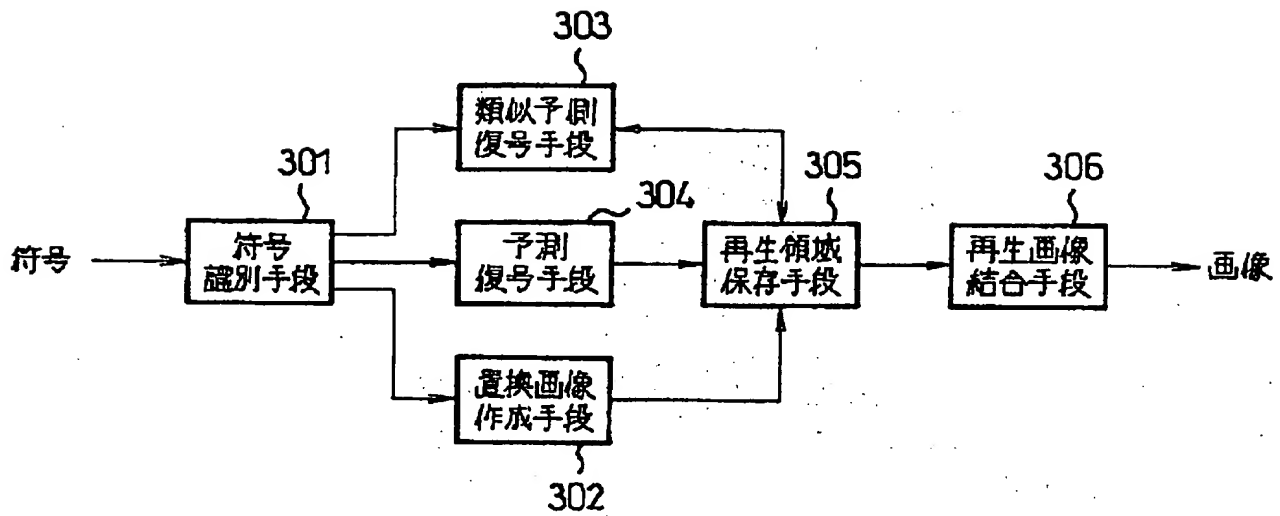 303
類似予測
復号手段
301
304
305
306
符号
符号
識別手段
予測
復号手段
再生領域
保存手段
再生画像
結合手段
画像
置換画像
作成手段
302